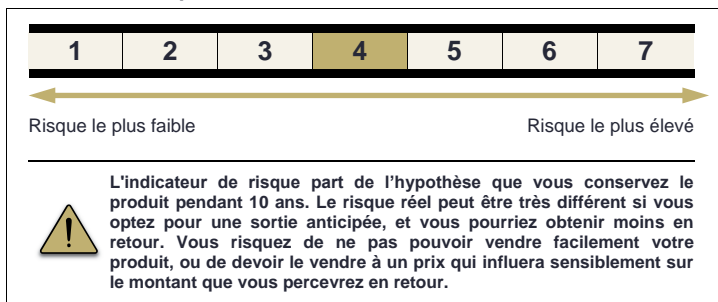 1 2 3 4 5 6 7
Risque le plus faible Risque le plus élevé
L'indicateur de risque part de l’hypothèse que vous conservez le
produit pendant 10 ans. Le risque réel peut être très différent si vous
optez pour une sortie anticipée, et vous pourriez obtenir moins en
retour. Vous risquez de ne pas pouvoir vendre facilement votre
produit, ou de devoir le vendre à un prix qui influera sensiblement sur
le montant que vous percevrez en retour.